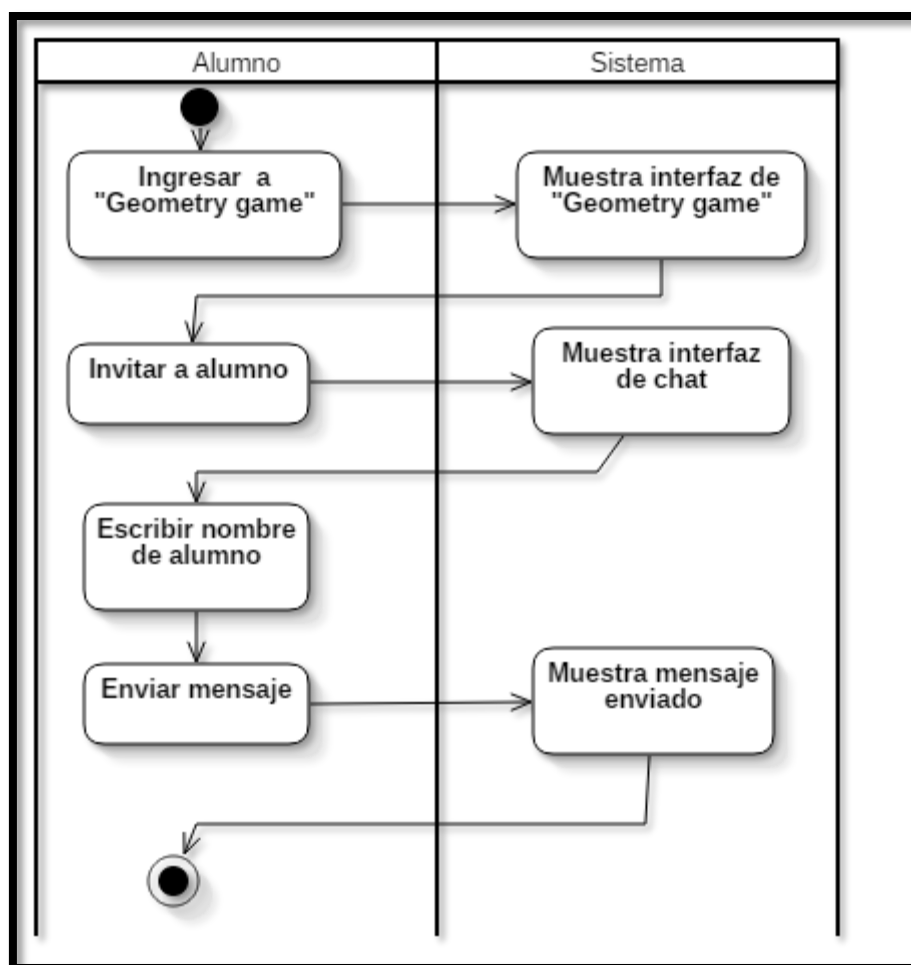 Alumno
Sistema
Ingresar a
"Geometry game"
Muestra interfaz de
"Geometry game"
Invitar a alumno
Muestra interfaz
de chat
Escribir nombre
de alumno
Enviar mensaje
Muestra mensaje
enviado